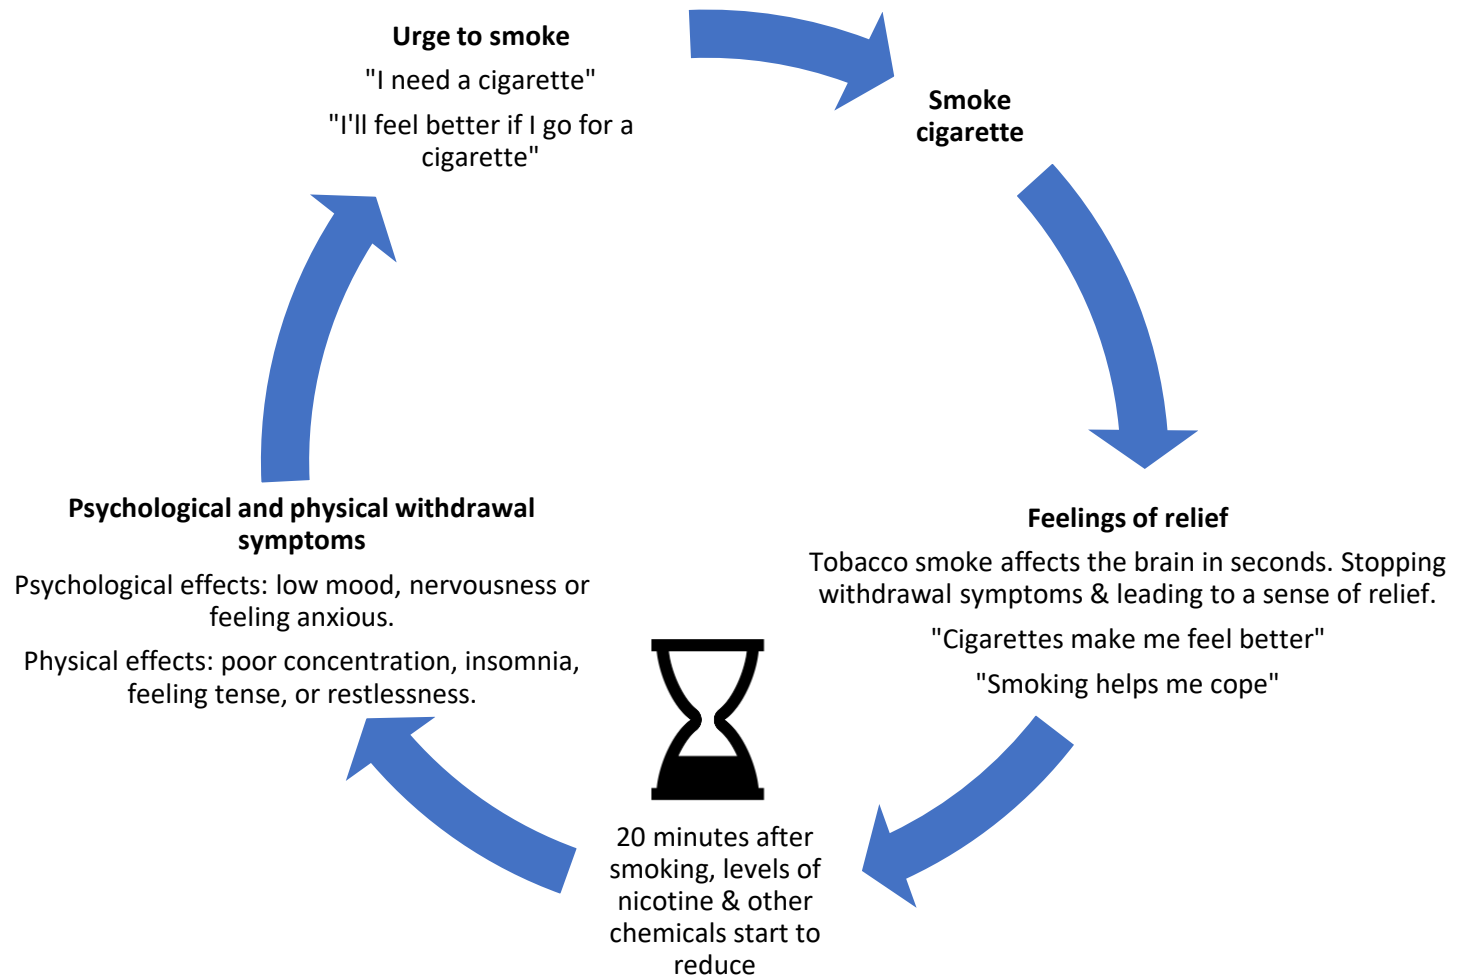 Urge to smoke
"I need a cigarette"
"I'll feel better if I go for a
cigarette"
Smoke
cigarette
Feelings of relief
Tobacco smoke affects the brain in seconds. Stopping
withdrawal symptoms & leading to a sense of relief.
"Cigarettes make me feel better"
"Smoking helps me cope"
20 minutes after
smoking, levels of
nicotine & other
chemicals start to
reduce
Psychological and physical withdrawal
symptoms
Psychological effects: low mood, nervousness or
feeling anxious.
Physical effects: poor concentration, insomnia,
feeling tense, or restlessness.